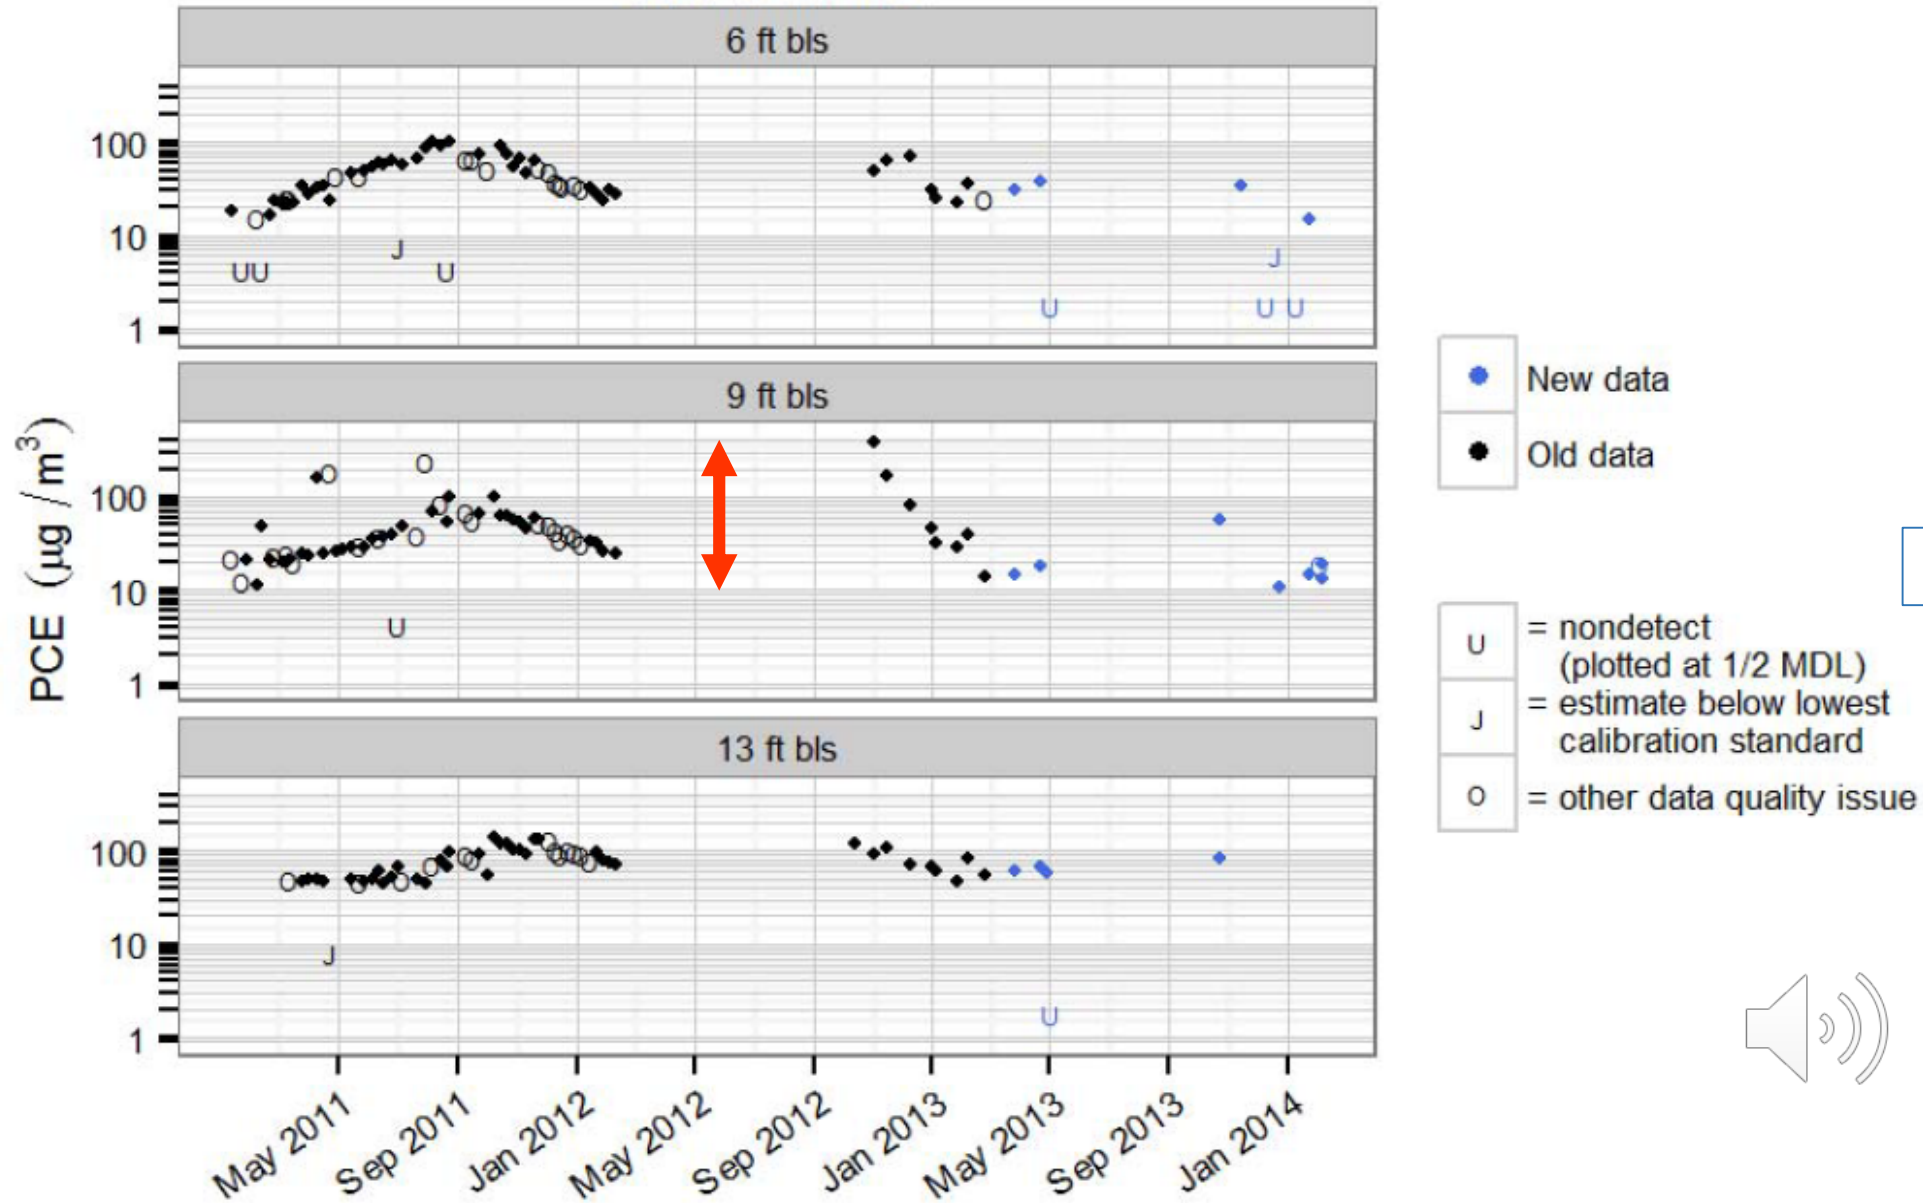 6 ft bls
100
10
1
J
UU
U
J
U
U
U
9 ft bls
100
10
1
O
O
U
13 ft bls
100
10
1
J
U
PCE (µg / m³)
May 2011
Sep 2011
Jan 2012
May 2012
Sep 2012
Jan 2013
May 2013
Sep 2013
Jan 2014
New data
Old data
U = nondetect
(plotted at 1/2 MDL)
J = estimate below lowest
calibration standard
O = other data quality issue